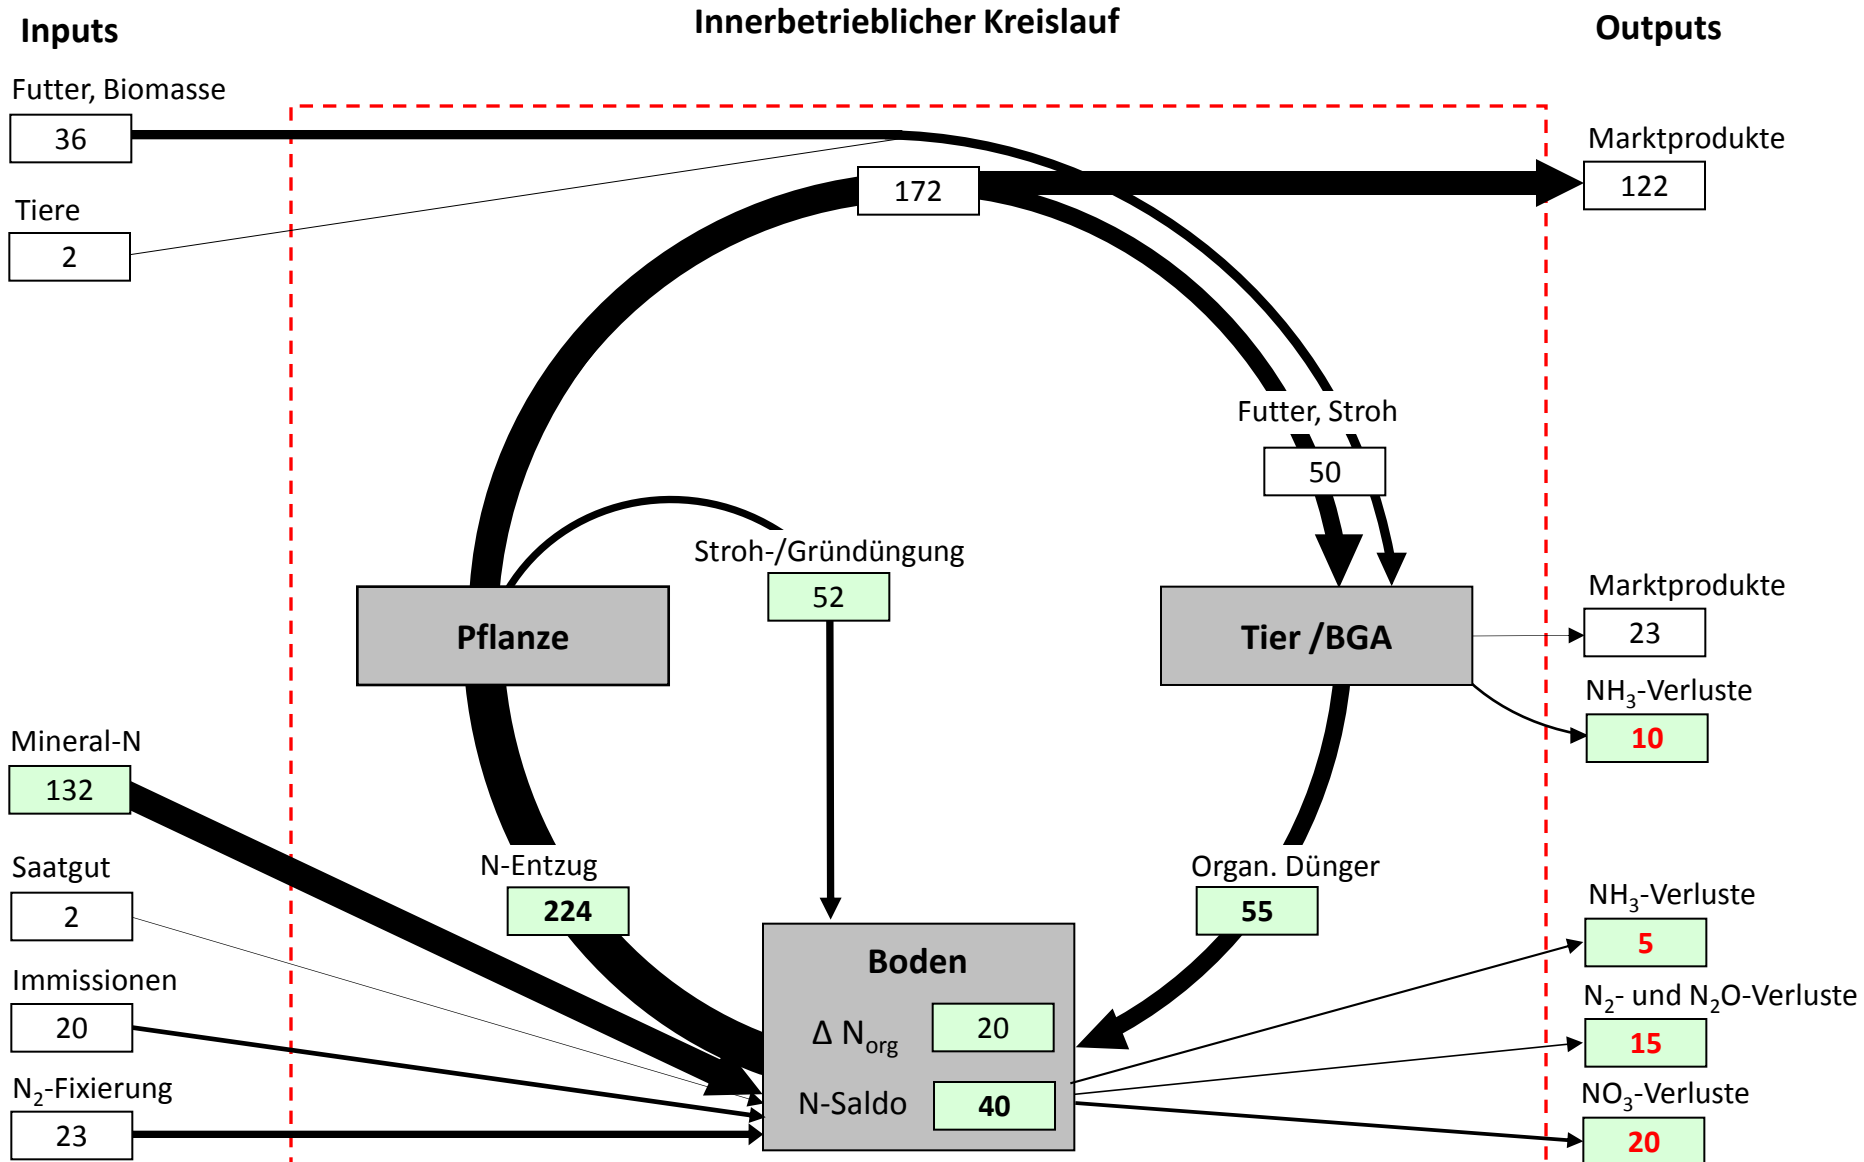 Innerbetrieblicher Kreislauf
Inputs
Outputs
Futter, Biomasse
36
Tiere
2
172
Marktprodukte
122
Futter, Stroh
50
Stroh-/Gründüngung
52
Pflanze
Tier /BGA
Marktprodukte
23
NH₃-Verluste
10
Mineral-N
132
Saatgut
2
Immissionen
20
N₂-Fixierung
23
N-Entzug
224
Organ. Dünger
55
Boden
Δ N_org 20
N-Saldo 40
NH₃-Verluste
5
N₂- und N₂O-Verluste
15
NO₃-Verluste
20